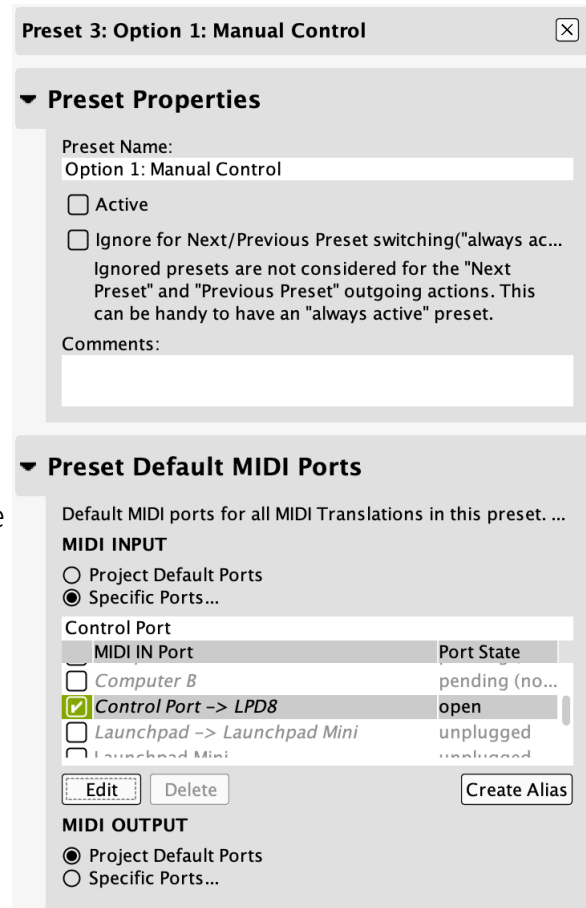 Preset 3: Option 1: Manual Control
Preset Properties
Preset Name:
Option 1: Manual Control
Active
Ignore for Next/Previous Preset switching("always ac...
Ignored presets are not considered for the "Next
Preset" and "Previous Preset" outgoing actions. This
can be handy to have an "always active" preset.
Comments:
Preset Default MIDI Ports
e
Default MIDI ports for all MIDI Translations in this preset. ...
MIDI INPUT
Project Default Ports
Specific Ports...
Control Port
MIDI IN Port Port State
Computer B pending (no...
Control Port -> LPD8 open
Launchpad -> Launchpad Mini unplugged
Launchpad Mini unplugged
Edit Delete Create Alias
MIDI OUTPUT
Project Default Ports
Specific Ports...